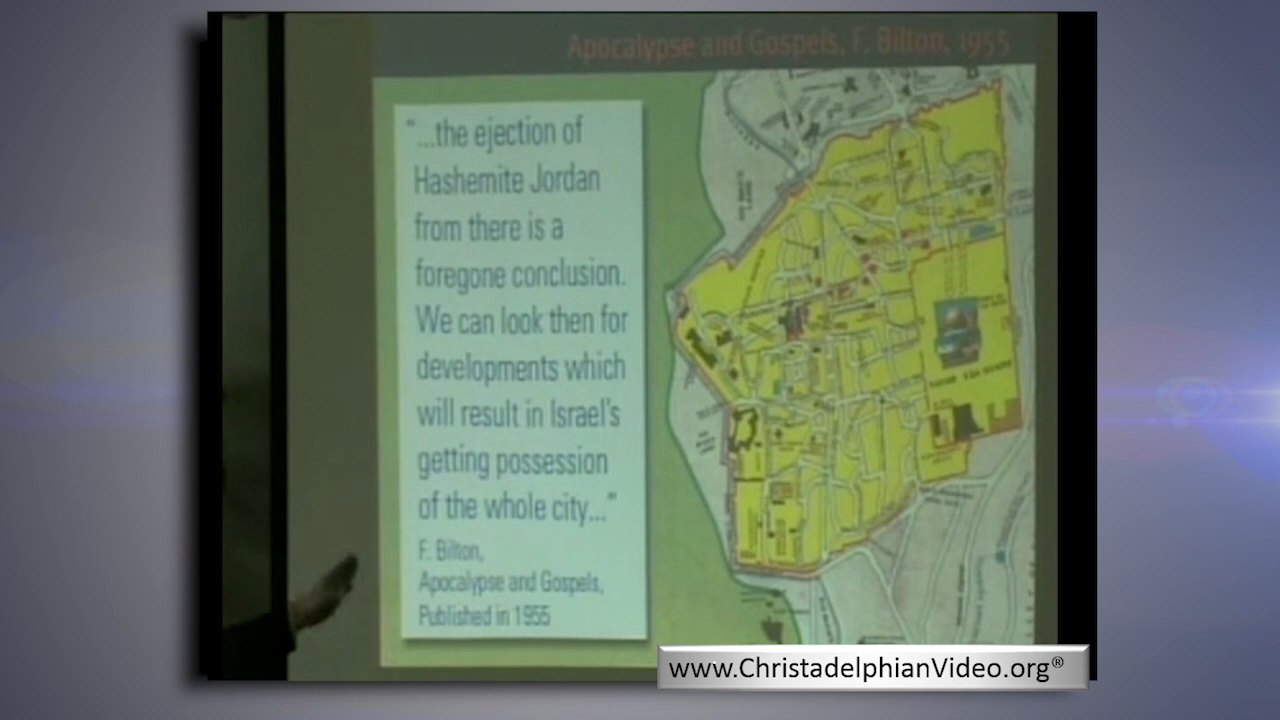 Apocalypse and Gospels, F. Bilton, 1955
"...the ejection of
Hashemite Jordan
from there is a
foregone conclusion.
We can look then for
developments which
will result in Israel's
getting possession
of the whole city..."
F. Bilton,
Apocalypse and Gospels,
Published in 1955
www.ChristadelphianVideo.org®